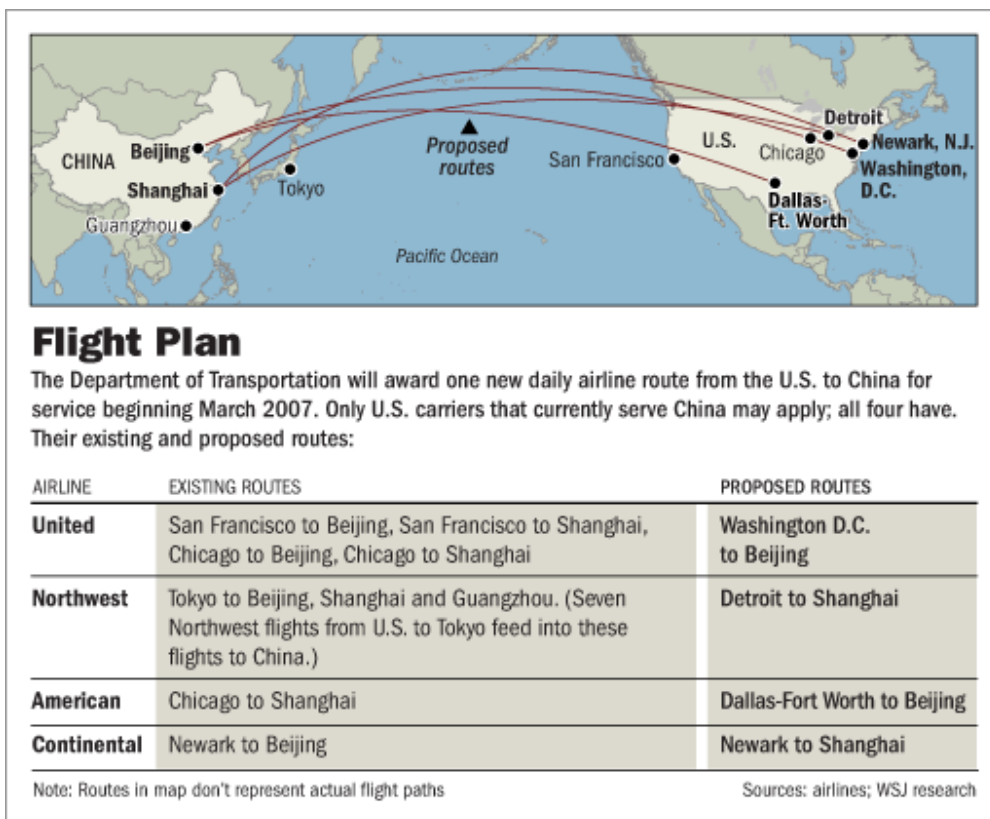 CHINA
Beijing
Shanghai
Guangzhou
Tokyo
Proposed
routes
Pacific Ocean
San Francisco
U.S.
Chicago
Detroit
Newark, N.J.
Washington,
D.C.
Dallas-
Ft. Worth
Flight Plan
The Department of Transportation will award one new daily airline route from the U.S. to China for
service beginning March 2007. Only U.S. carriers that currently serve China may apply; all four have.
Their existing and proposed routes:
AIRLINE EXISTING ROUTES PROPOSED ROUTES
United San Francisco to Beijing, San Francisco to Shanghai, Washington D.C.
Chicago to Beijing, Chicago to Shanghai to Beijing
Northwest Tokyo to Beijing, Shanghai and Guangzhou. (Seven Detroit to Shanghai
Northwest flights from U.S. to Tokyo feed into these
flights to China.)
American Chicago to Shanghai Dallas-Fort Worth to Beijing
Continental Newark to Beijing Newark to Shanghai
Note: Routes in map don't represent actual flight paths Sources: airlines; WSJ research